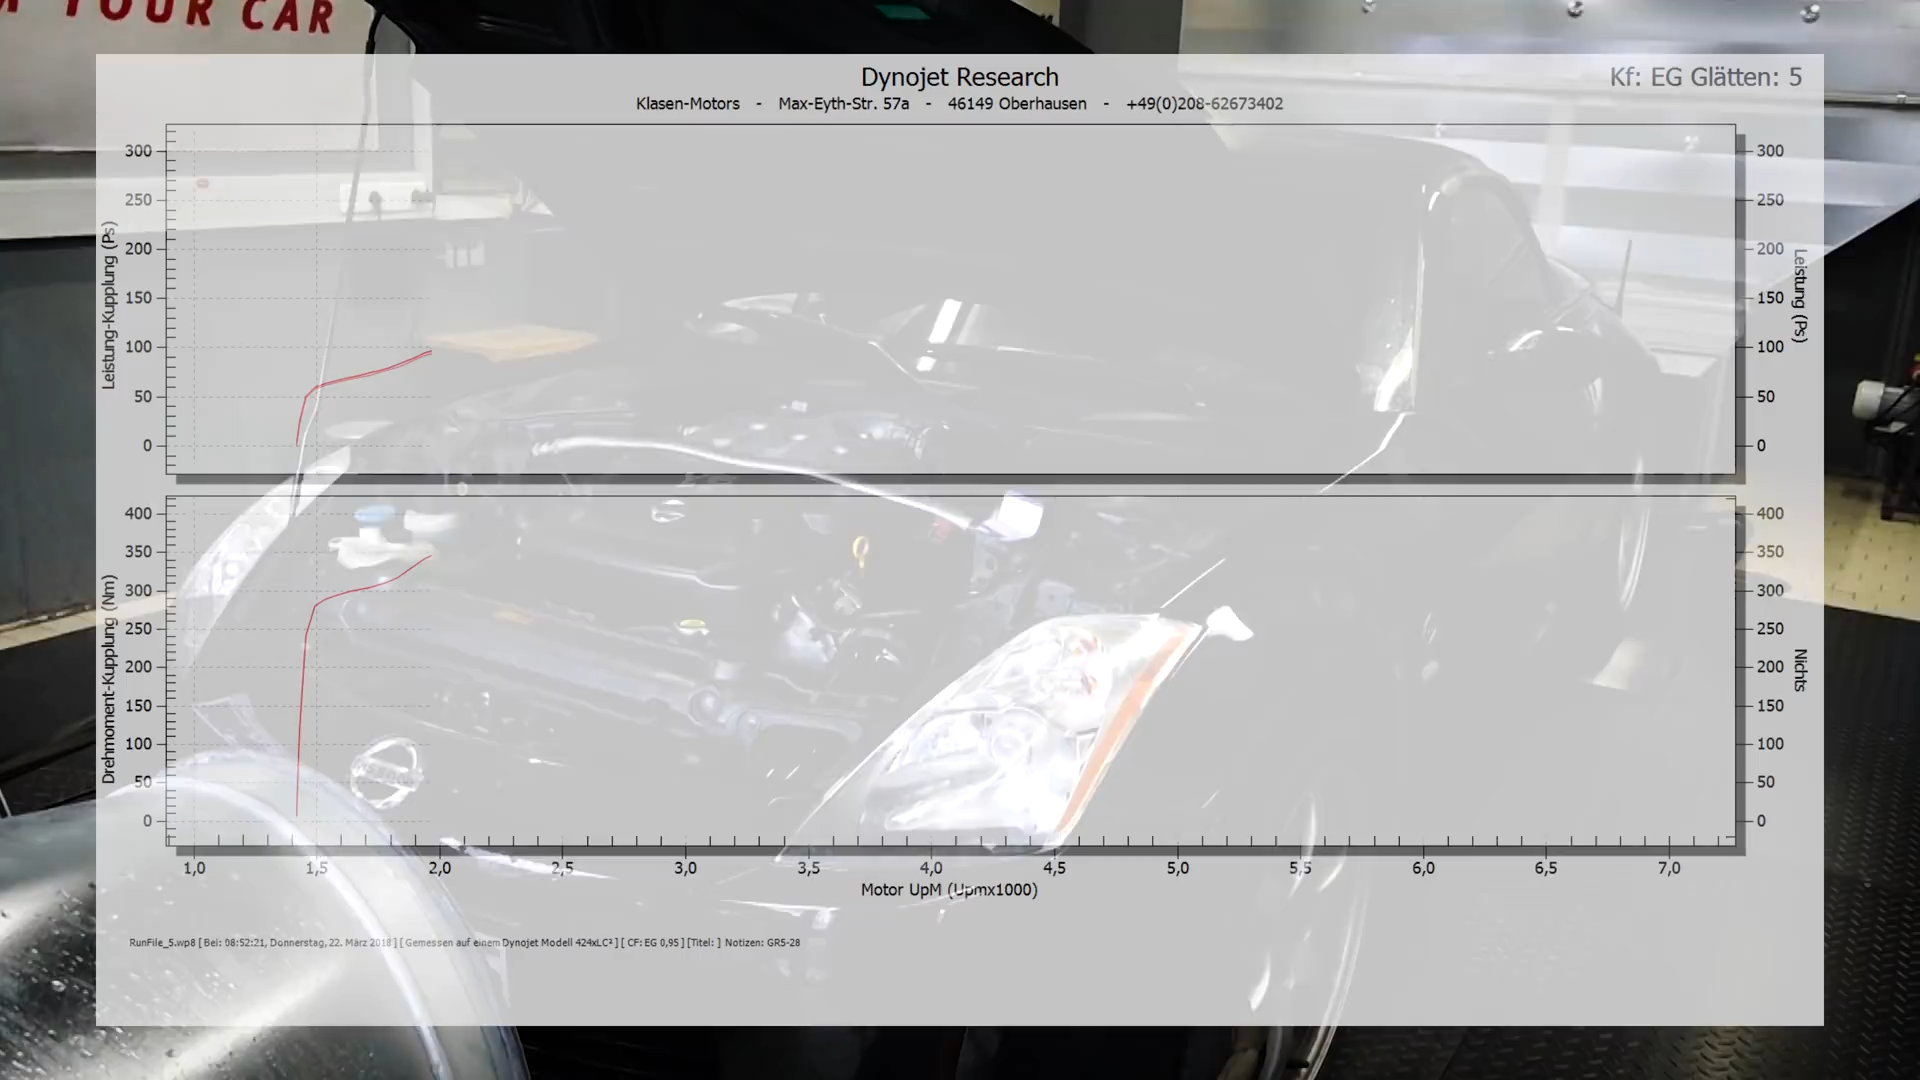 YOUR CAR
Dynojet Research
Kf: EG Glätten: 5
Klasen-Motors - Max-Eyth-Str. 57a - 46149 Oberhausen - +49(0)208-62673402
Leistung-Kupplung (Ps)
300
250
200
150
100
50
0
300
250
200
150
100
50
0
Leistung (Ps)
Drehmoment-Kupplung (Nm)
400
350
300
250
200
150
100
50
0
400
350
300
250
200
150
100
50
0
Nichts
1,0 1,5 2,0 2,5 3,0 3,5 4,0 4,5 5,0 5,5 6,0 6,5 7,0
Motor UpM (Upmx1000)
RunFile_5.wp8 [ Bei: 08:52:21, Donnerstag, 22. März 2018 ] [ Gemessen auf einem Dynojet Modell 424xLC² ] [ CF: EG 0,95 ] [Titel: ] Notizen: GR5-28